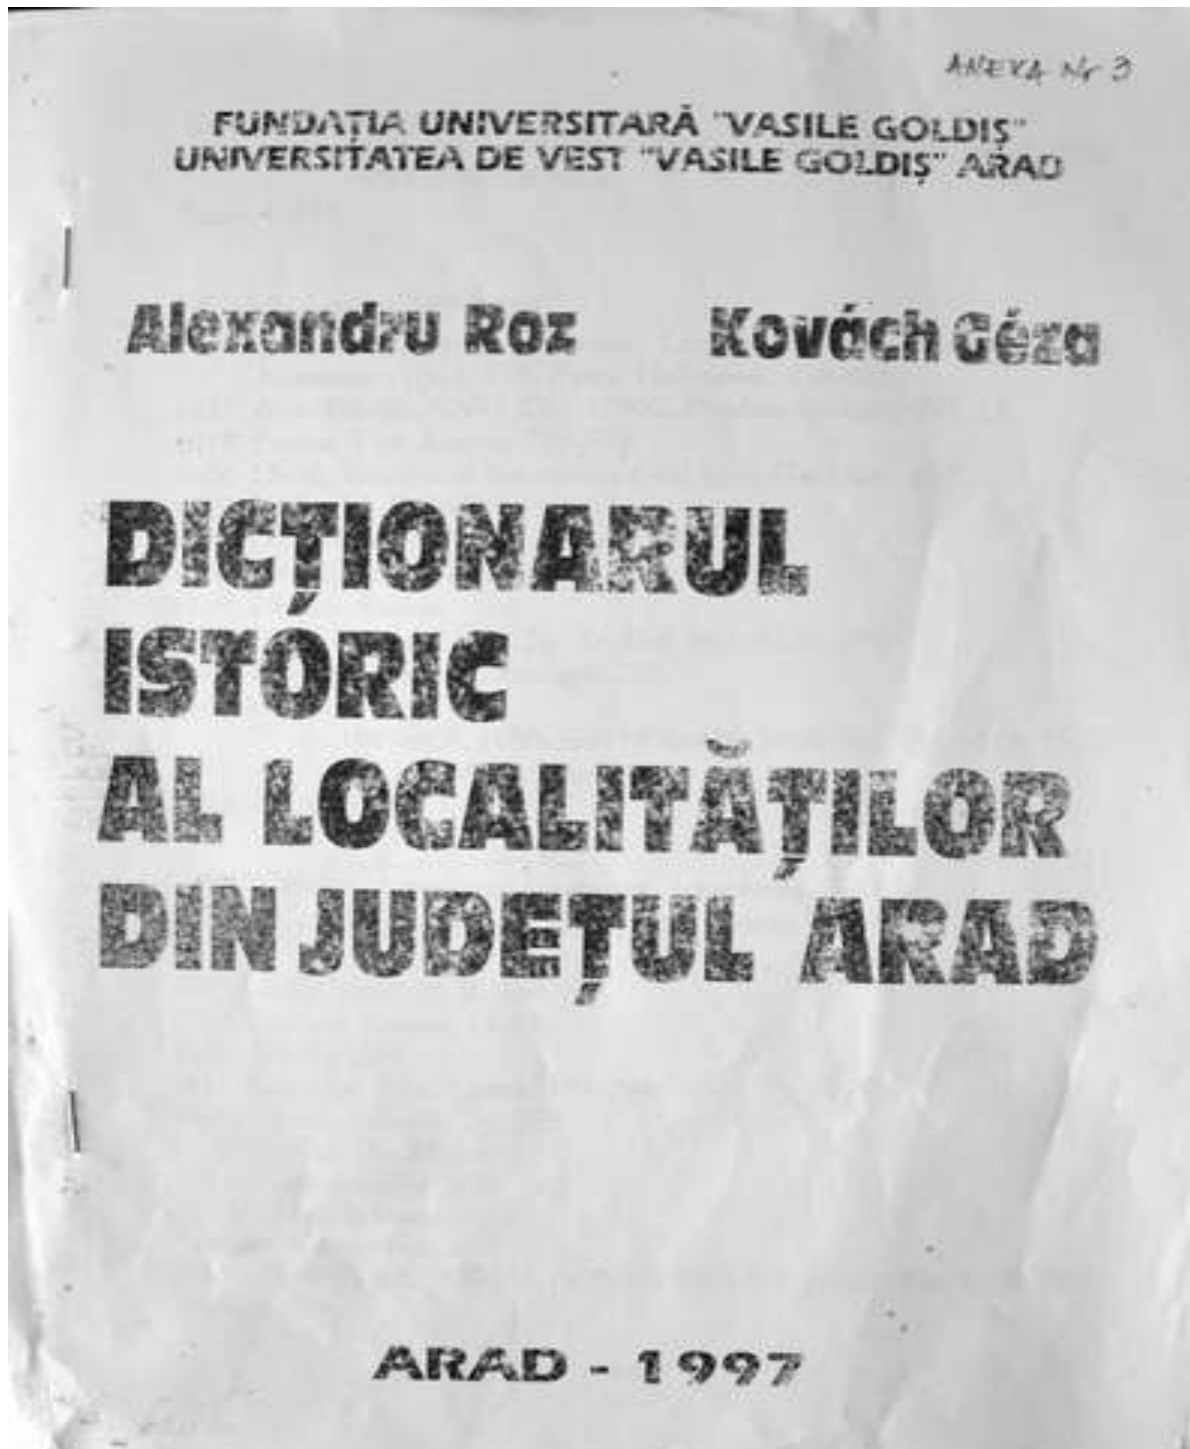 ANEXA Nr 3
FUNDAȚIA UNIVERSITARĂ "VASILE GOLDIȘ"
UNIVERSITATEA DE VEST "VASILE GOLDIȘ" ARAD
Alexandru Roz Kovách Géza
DICȚIONARUL
ISTORIC
AL LOCALITĂȚILOR
DIN JUDEȚUL ARAD
ARAD - 1997